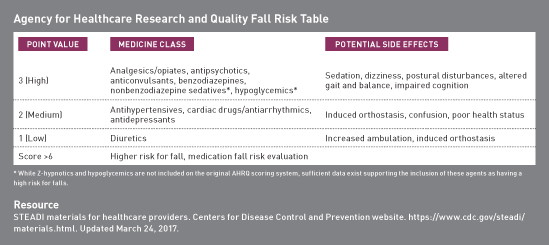 Agency for Healthcare Research and Quality Fall Risk Table
POINT VALUE MEDICINE CLASS POTENTIAL SIDE EFFECTS
3 (High) Analgesics/opiates, antipsychotics, anticonvulsants, benzodiazepines, nonbenzodiazepine sedatives*, hypoglycemics* Sedation, dizziness, postural disturbances, altered gait and balance, impaired cognition
2 (Medium) Antihypertensives, cardiac drugs/antiarrhythmics, antidepressants Induced orthostasis, confusion, poor health status
1 (Low) Diuretics Increased ambulation, induced orthostasis
Score >6 Higher risk for fall, medication fall risk evaluation
* While Z-hypnotics and hypoglycemics are not included on the original AHRQ scoring system, sufficient data exist supporting the inclusion of these agents as having a
high risk for falls.
Resource
STEADI materials for healthcare providers. Centers for Disease Control and Prevention website. https://www.cdc.gov/steadi/
materials.html. Updated March 24, 2017.